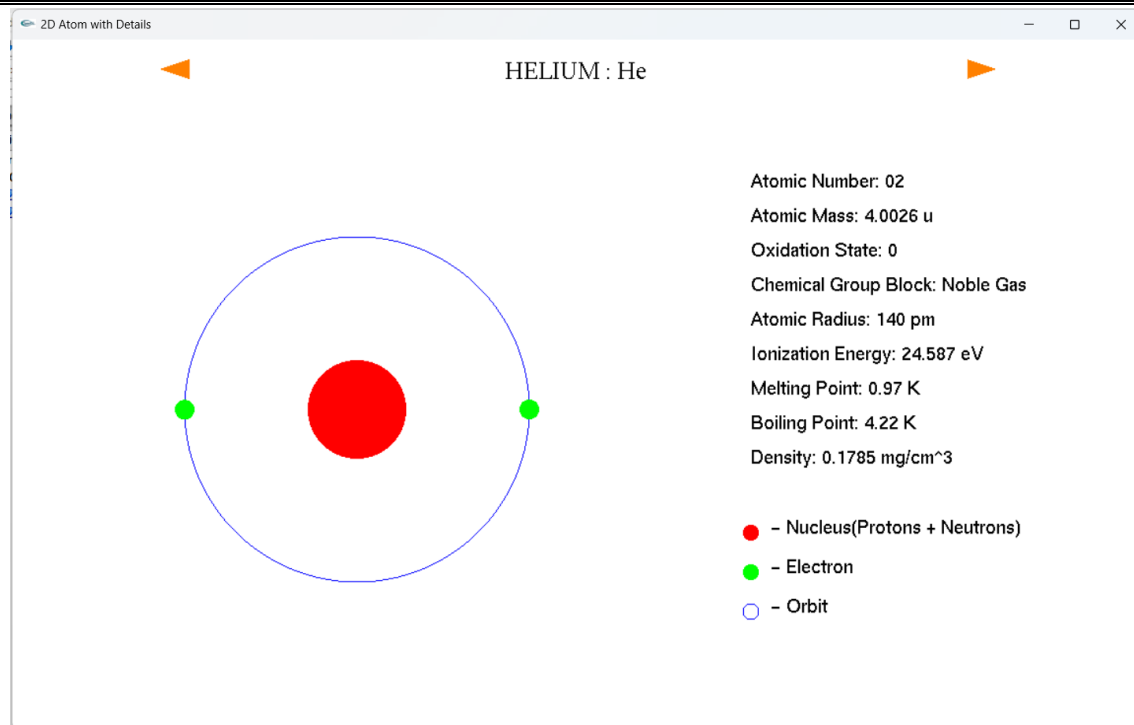 2D Atom with Details
HELIUM : He
Atomic Number: 02
Atomic Mass: 4.0026 u
Oxidation State: 0
Chemical Group Block: Noble Gas
Atomic Radius: 140 pm
Ionization Energy: 24.587 eV
Melting Point: 0.97 K
Boiling Point: 4.22 K
Density: 0.1785 mg/cm^3
- Nucleus(Protons + Neutrons)
- Electron
- Orbit